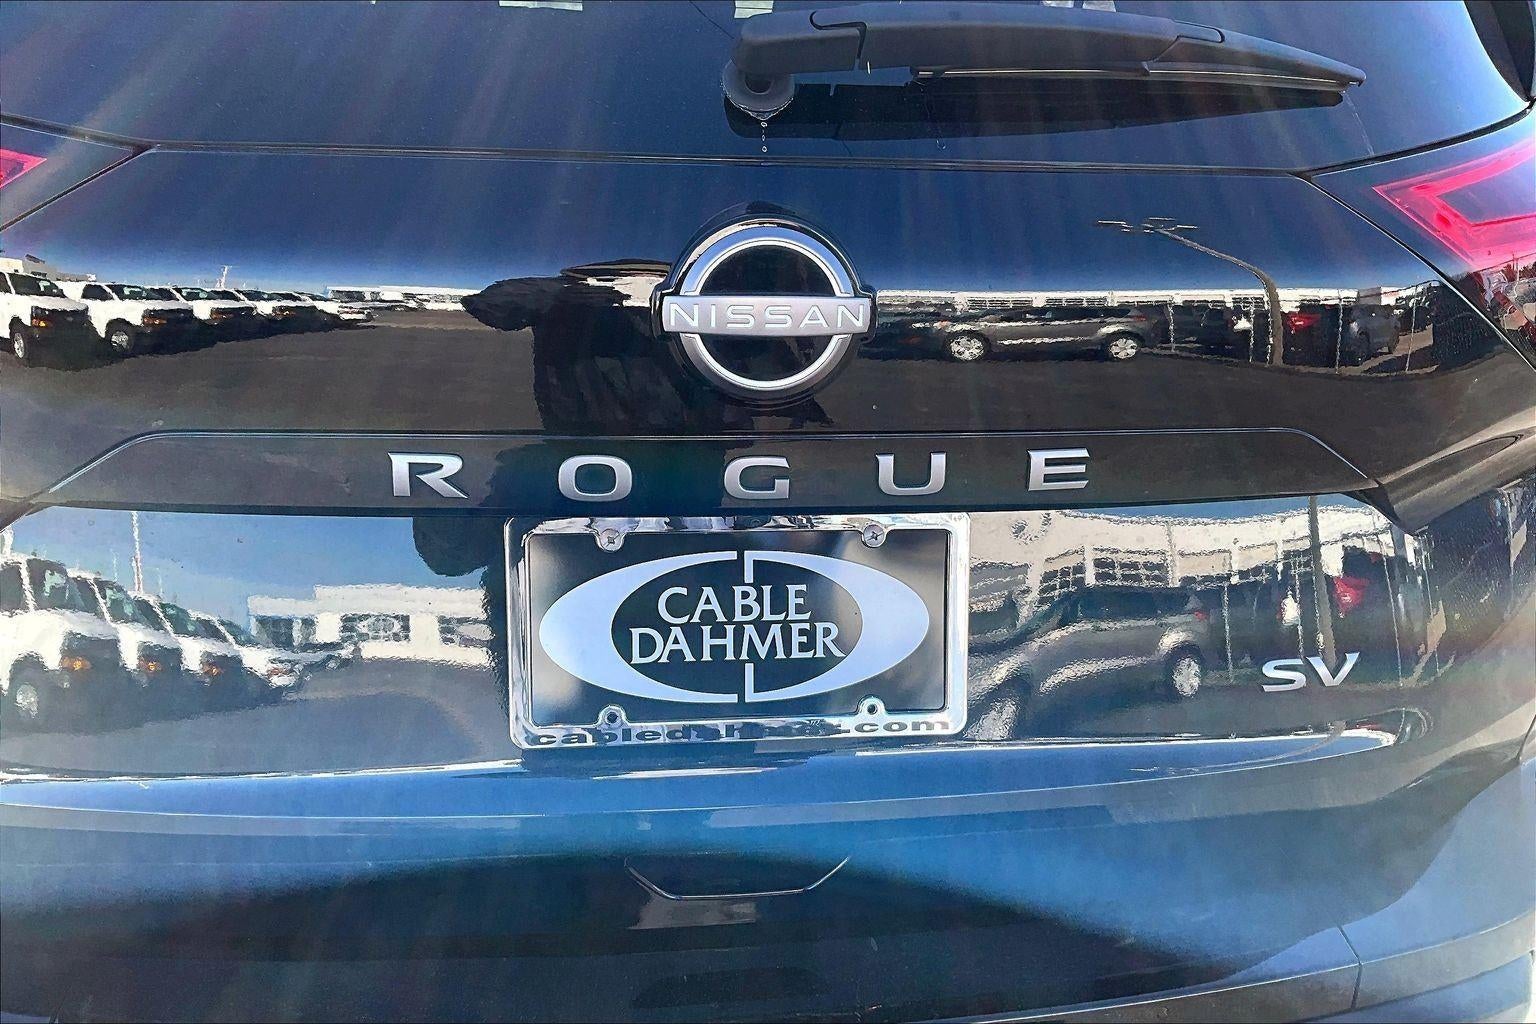 NISSAN
ROGUE
CABLE
DAHMER
SV
cabledahmer.com